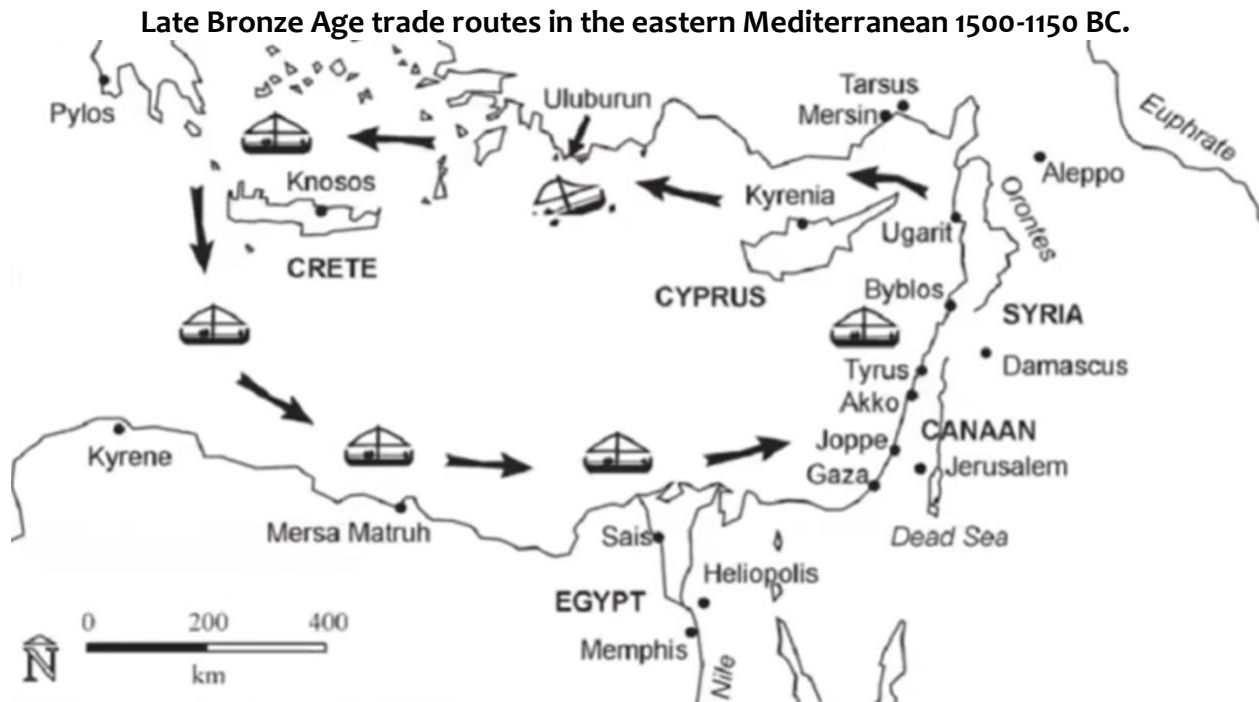 Late Bronze Age trade routes in the eastern Mediterranean 1500-1150 BC.
Pylos
Uluburun
Tarsus
Mersin
Euphrate
Aleppo
Knosos
Kyrenia
Orontes
Ugarit
CRETE
CYPRUS
Byblos
SYRIA
Tyrus
Damascus
Akko
CANAAN
Joppe
Kyrene
Gaza
Jerusalem
Mersa Matruh
Sais
Dead Sea
Heliopolis
EGYPT
0 200 400
km
N
Memphis
Nile